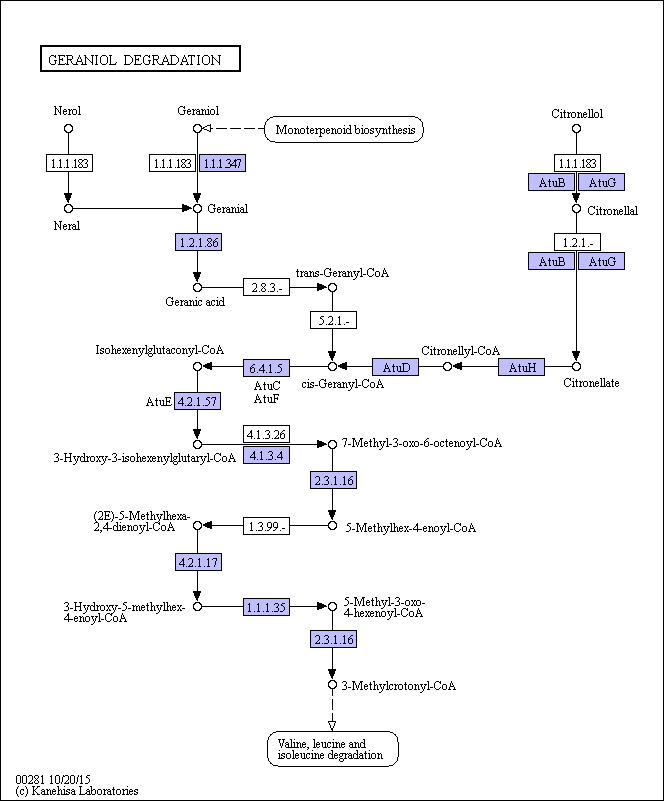 GERANIOL DEGRADATION
Nerol
Geraniol
Citronellol
Monoterpenoid biosynthesis
1.1.1.183
1.1.1.183
1.1.1.347
1.1.1.183
AtuB
AtuG
Neral
Geranial
Citronellal
1.2.1.86
1.2.1.-
AtuB
AtuG
trans-Geranyl-CoA
2.8.3.-
Geranic acid
5.2.1.-
Isohexenylglutaconyl-CoA
Citronellyl-CoA
6.4.1.5
AtuD
AtuH
AtuC
AtuF
cis-Geranyl-CoA
Citronellate
AtuE
4.2.1.57
4.1.3.26
4.1.3.4
7-Methyl-3-oxo-6-octenoyl-CoA
3-Hydroxy-3-isohexenylglutaryl-CoA
2.3.1.16
(2E)-5-Methylhexa-
2,4-dienoyl-CoA
1.3.99.-
5-Methylhex-4-enoyl-CoA
4.2.1.17
3-Hydroxy-5-methylhex-
4-enoyl-CoA
1.1.1.35
5-Methyl-3-oxo-
4-hexenoyl-CoA
2.3.1.16
3-Methylcrotonyl-CoA
Valine, leucine and
isoleucine degradation
00281 10/20/15
(c) Kanehisa Laboratories